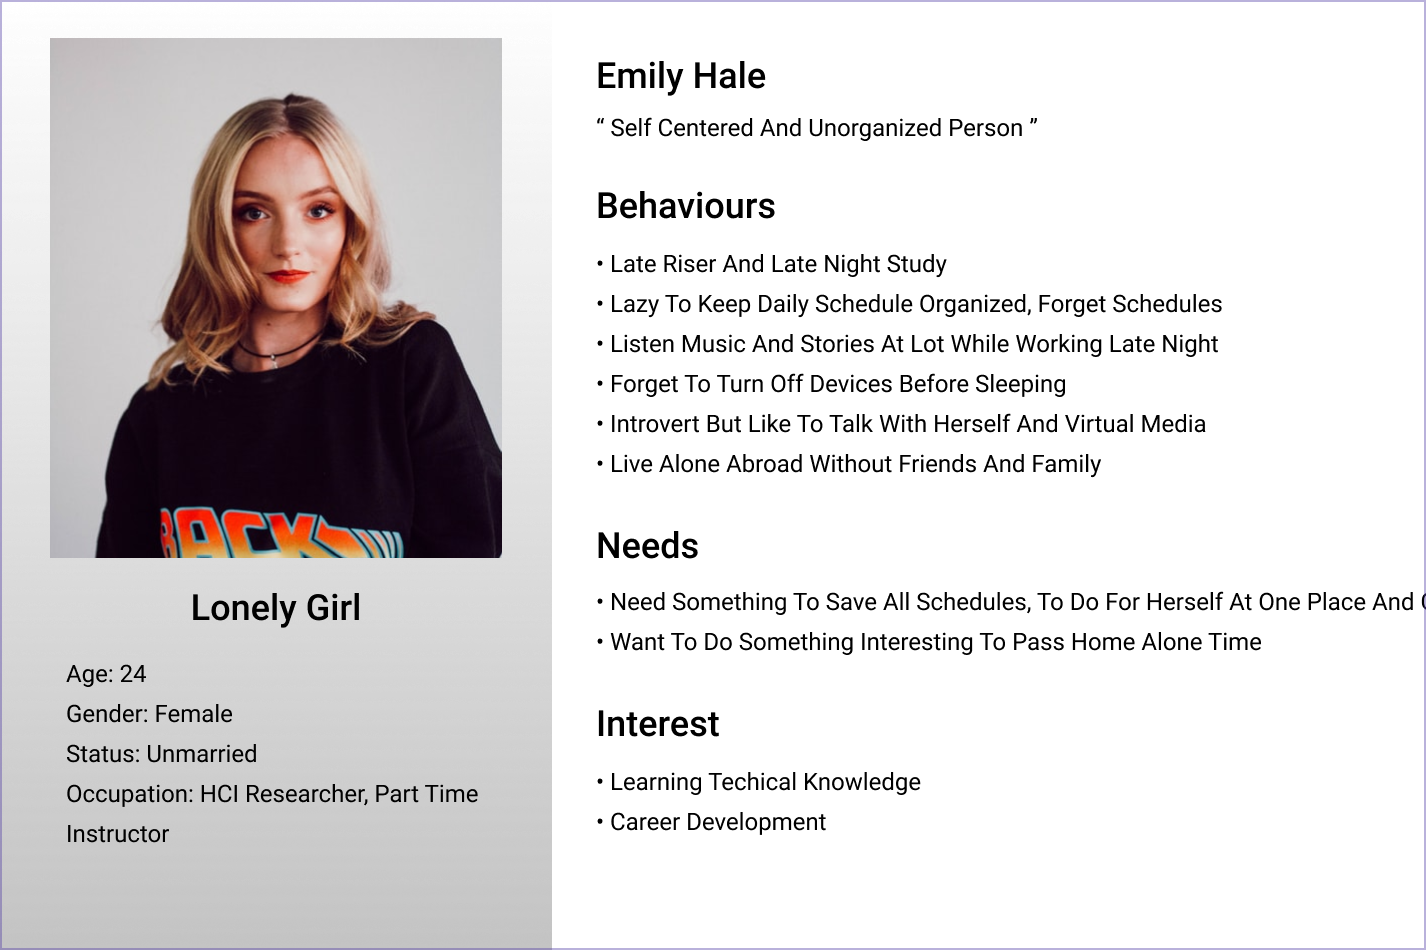 BACK
Lonely Girl
Age: 24
Gender: Female
Status: Unmarried
Occupation: HCI Researcher, Part Time
Instructor
Emily Hale
“ Self Centered And Unorganized Person ”
Behaviours
• Late Riser And Late Night Study
• Lazy To Keep Daily Schedule Organized, Forget Schedules
• Listen Music And Stories At Lot While Working Late Night
• Forget To Turn Off Devices Before Sleeping
• Introvert But Like To Talk With Herself And Virtual Media
• Live Alone Abroad Without Friends And Family
Needs
• Need Something To Save All Schedules, To Do For Herself At One Place And
• Want To Do Something Interesting To Pass Home Alone Time
Interest
• Learning Techical Knowledge
• Career Development